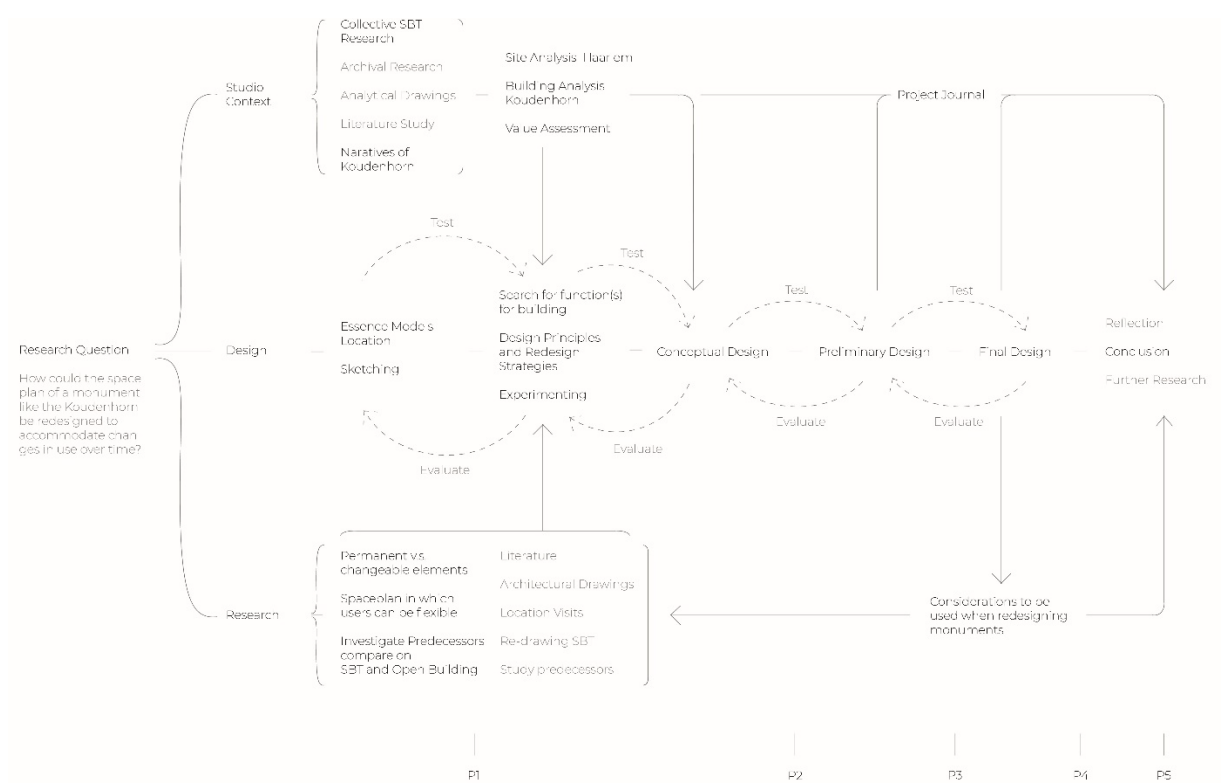 Collective SBT
Research
Archival Research
Analytical Drawings
Literature Study
Naratives of
Koudenhorn
Site Analysis Haarlem
Building Analysis
Koudenhorn
Value Assessment
Studio
Context
Project Journal
Test
Test
Test
Test
Research Question
How could the space
plan of a monument
like the Koudenhorn
be redesigned to
accommodate chan
ges in use over time?
Design
Essence Models
Location
Sketching
Search for function(s)
for building
Design Principles
and Redesign
Strategies
Experimenting
Conceptual Design
Preliminary Design
Final Design
Reflection
Conclusion
Further Research
Evaluate
Evaluate
Evaluate
Evaluate
Research
Permanent v.s.
changeable elements
Spaceplan in which
users can be flexible
Investigate Predecessors
compare on
SBT and Open Building
Literature
Architectural Drawings
Location Visits
Re-drawing SBT
Study predecessors
Considerations to be
used when redesigning
monuments
P1
P2
P3
P4
P5